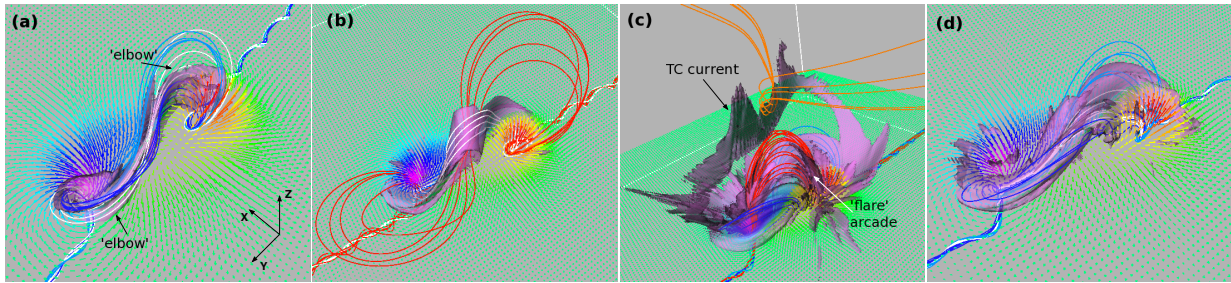 (a)
'elbow'
'elbow'
X
Y
Z
(b)
(c)
TC current
'flare'
arcade
(d)